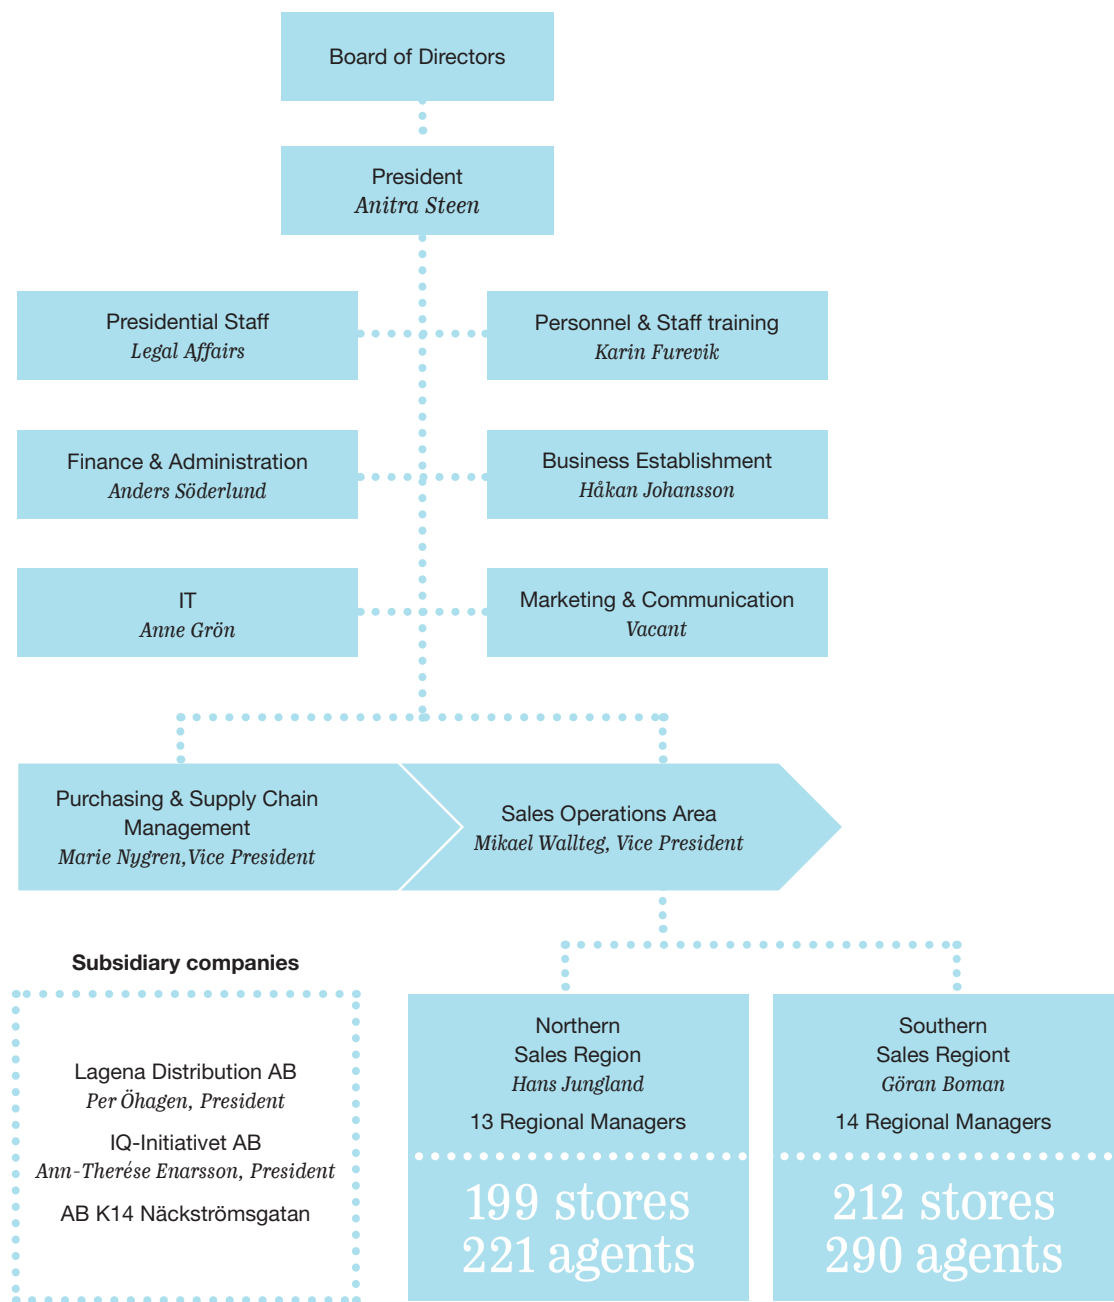 Board of Directors
President
Anitra Steen
Presidential Staff
Legal Affairs
Personnel & Staff training
Karin Furevik
Finance & Administration
Anders Söderlund
Business Establishment
Håkan Johansson
IT
Anne Grön
Marketing & Communication
Vacant
Purchasing & Supply Chain
Management
Marie Nygren, Vice President
Sales Operations Area
Mikael Wallteg, Vice President
Subsidiary companies
Lagena Distribution AB
Per Öhagen, President
IQ-Initiativet AB
Ann-Therése Enarsson, President
AB K14 Näckströmsgatan
Northern
Sales Region
Hans Jungland
13 Regional Managers
199 stores
221 agents
Southern
Sales Regiont
Göran Boman
14 Regional Managers
212 stores
290 agents